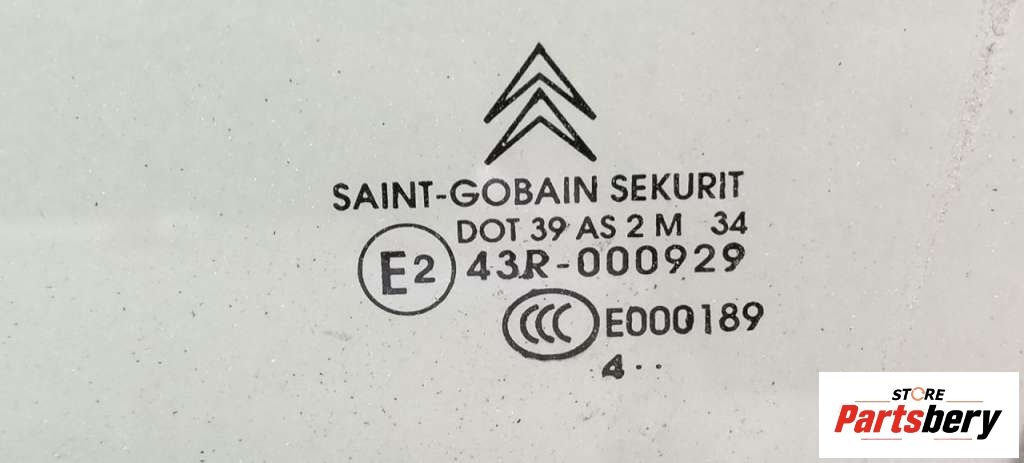 SAINT-GOBAIN SEKURIT
DOT 39 AS 2 M 34
E2 43R-000929
CCC E000189
4··
STORE
Partsbery